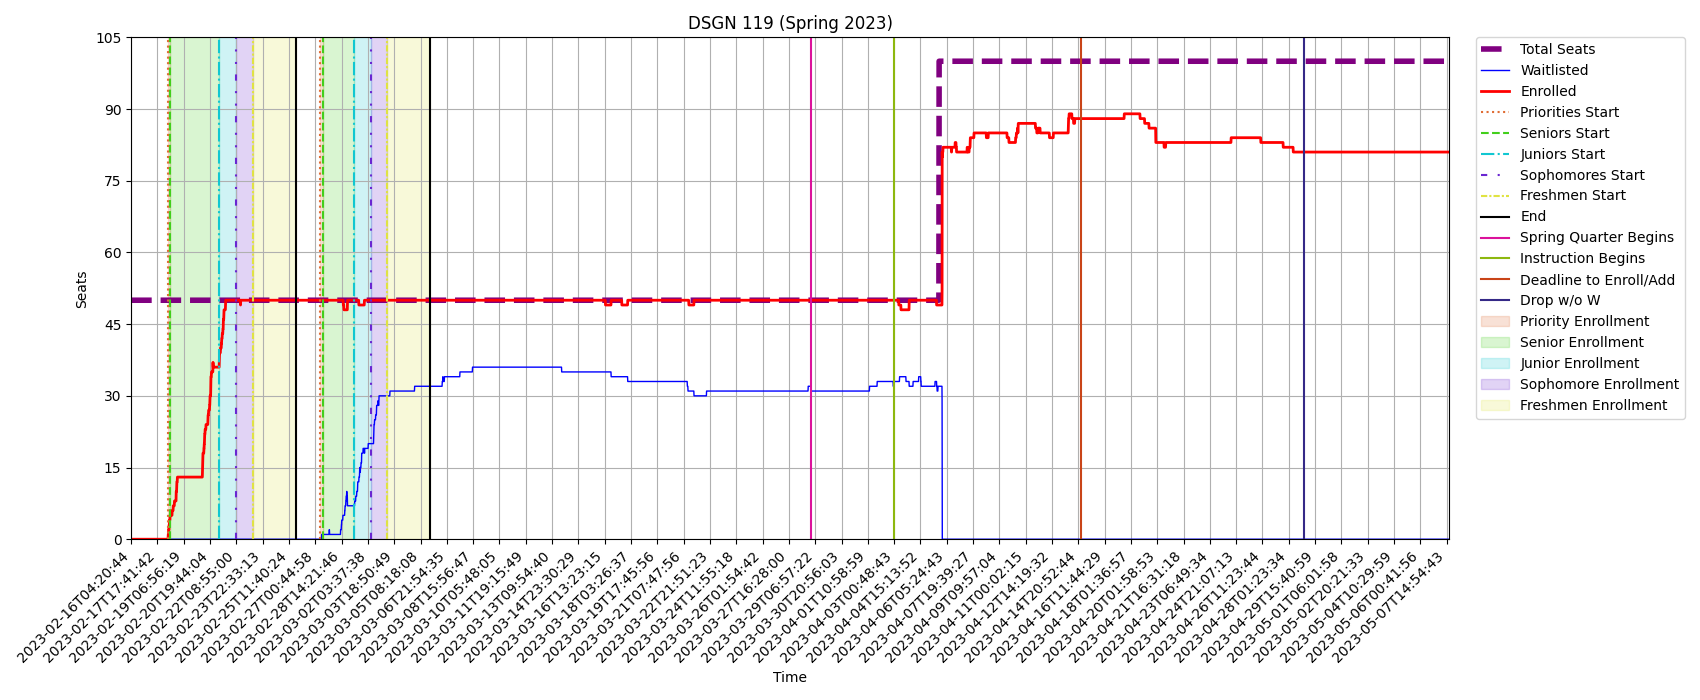 DSGN 119 (Spring 2023)
105
90
75
60
45
30
15
0
Seats
2023-02-16T04:20:44
2023-02-17T17:41:42
2023-02-19T06:56:19
2023-02-20T19:44:04
2023-02-22T08:55:00
2023-02-23T22:33:13
2023-02-25T11:40:24
2023-02-27T00:44:58
2023-02-28T14:21:46
2023-03-02T03:37:38
2023-03-03T18:50:49
2023-03-05T08:18:08
2023-03-06T21:54:35
2023-03-08T15:56:47
2023-03-10T05:48:05
2023-03-11T19:15:49
2023-03-13T09:54:40
2023-03-14T23:30:29
2023-03-16T13:23:15
2023-03-18T03:26:37
2023-03-19T17:45:56
2023-03-21T07:47:56
2023-03-22T21:51:23
2023-03-24T11:55:18
2023-03-26T01:54:42
2023-03-27T16:28:00
2023-03-29T06:57:22
2023-03-30T20:56:03
2023-04-01T10:58:59
2023-04-03T00:48:43
2023-04-04T15:13:52
2023-04-06T05:24:43
2023-04-07T19:39:27
2023-04-09T09:57:04
2023-04-11T00:02:15
2023-04-12T14:19:32
2023-04-14T20:52:44
2023-04-16T11:44:29
2023-04-18T01:36:57
2023-04-20T01:58:53
2023-04-21T16:31:18
2023-04-23T06:49:34
2023-04-24T21:07:13
2023-04-26T11:23:44
2023-04-28T01:23:34
2023-04-29T15:40:59
2023-05-01T06:01:58
2023-05-02T20:21:33
2023-05-04T10:29:59
2023-05-06T00:41:56
2023-05-07T14:54:43
Time
Total Seats
Waitlisted
Enrolled
Priorities Start
Seniors Start
Juniors Start
Sophomores Start
Freshmen Start
End
Spring Quarter Begins
Instruction Begins
Deadline to Enroll/Add
Drop w/o W
Priority Enrollment
Senior Enrollment
Junior Enrollment
Sophomore Enrollment
Freshmen Enrollment